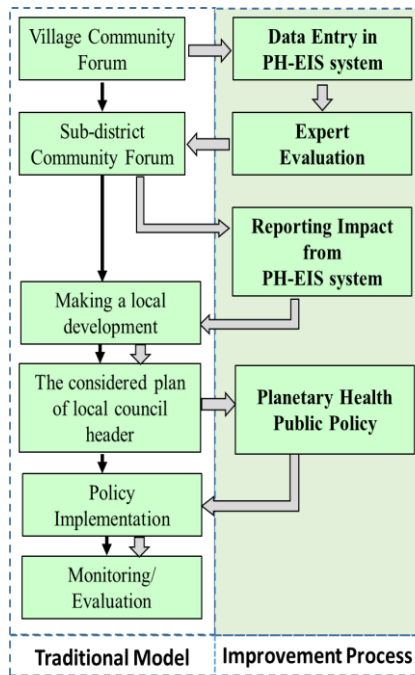 Village Community
Forum
Data Entry in
PH-EIS system
Sub-district
Community Forum
Expert
Evaluation
Reporting Impact
from
PH-EIS system
Making a local
development
The considered plan
of local council
header
Planetary Health
Public Policy
Policy
Implementation
Monitoring/
Evaluation
Traditional Model
Improvement Process